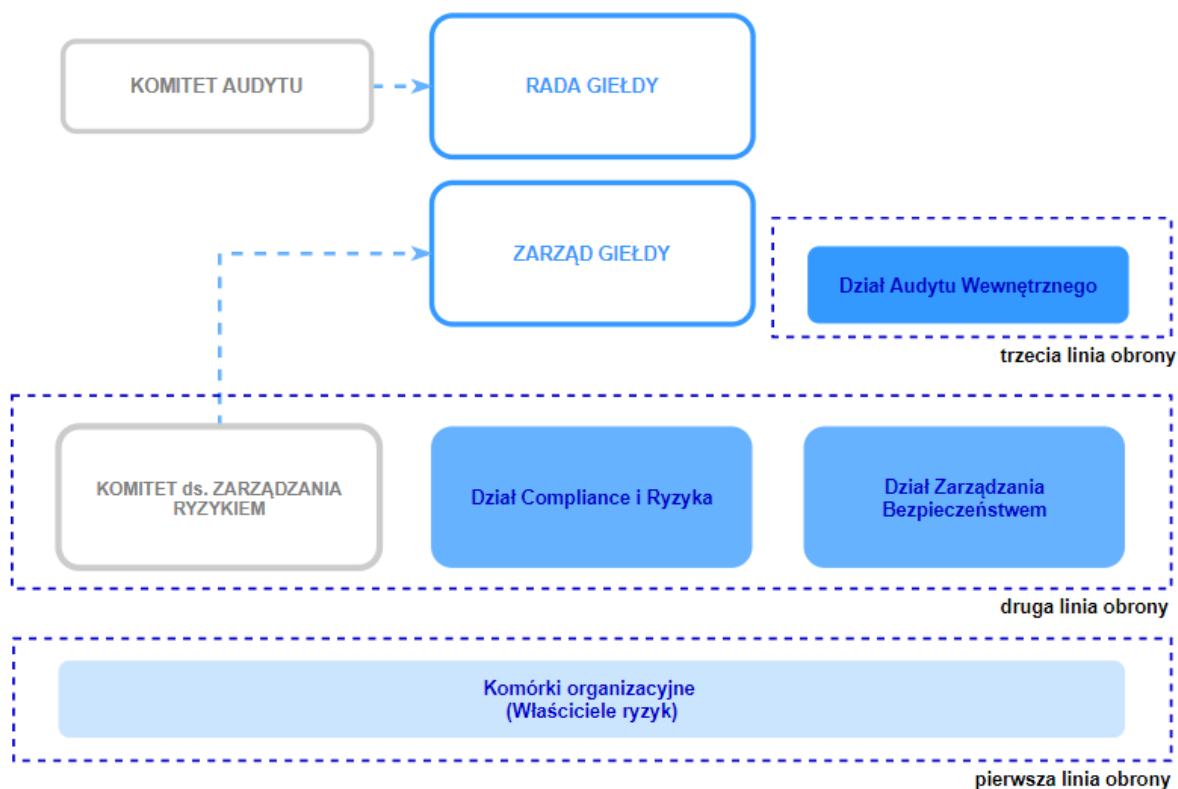 KOMITET AUDYTU
RADA GIEŁDY
ZARZĄD GIEŁDY
Dział Audytu Wewnętrznego
trzecia linia obrony
KOMITET ds. ZARZĄDZANIA
RYZYKIEM
Dział Compliance i Ryzyka
Dział Zarządzania
Bezpieczeństwem
druga linia obrony
Komórki organizacyjne
(Właściciele ryzyk)
pierwsza linia obrony